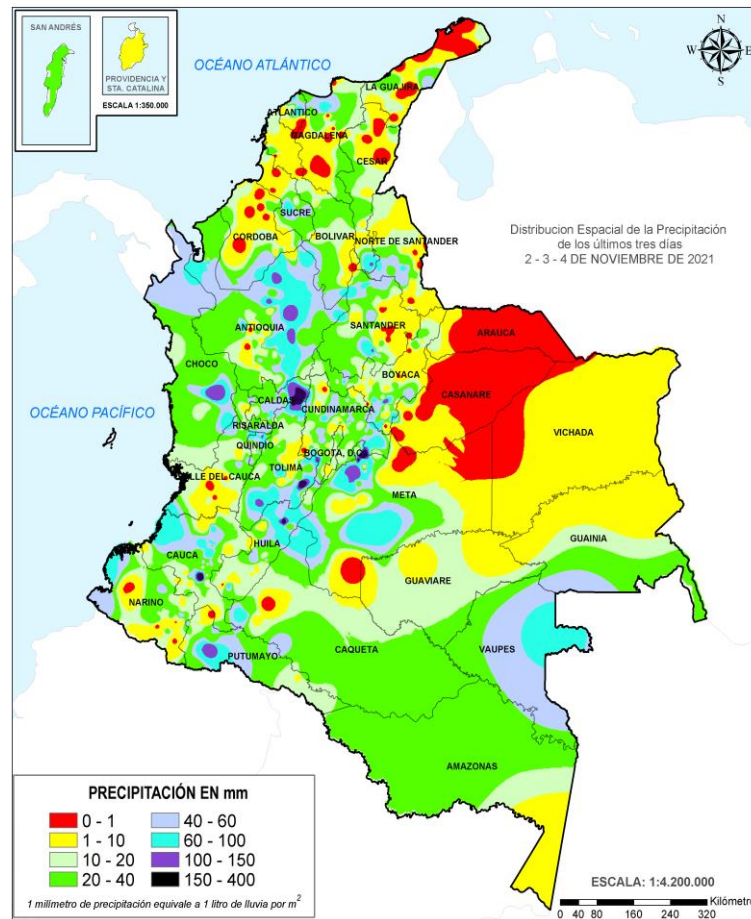 SAN ANDRÉS
PROVIDENCIA Y
STA. CATALINA
ESCALA 1:350.000
OCÉANO ATLÁNTICO
N
W
E
S
LA GUAJIRA
ATLANTICO
MAGDALENA
CESAR
SUCRE
CORDOBA
BOLIVAR
NORTE DE SANTANDER
Distribucion Espacial de la Precipitación
de los últimos tres días
2 - 3 - 4 DE NOVIEMBRE DE 2021
ANTIOQUIA
SANTANDER
ARAUCA
CHOCO
BOYACA
CASANARE
OCÉANO PACÍFICO
CALDAS
CUNDINAMARCA
VICHADA
RISARALDA
QUINDIO
BOGOTA, D.C.
TOLIMA
VALLE DEL CAUCA
META
HUILA
GUAINIA
CAUCA
GUAVIARE
NARIÑO
CAQUETA
VAUPES
PUTUMAYO
AMAZONAS
PRECIPITACIÓN EN mm
0 - 1
40 - 60
1 - 10
60 - 100
10 - 20
100 - 150
20 - 40
150 - 400
1 milímetro de precipitación equivale a 1 litro de lluvia por m2
ESCALA: 1:4.200.000
Kilómet
0 40 80 160 240 320